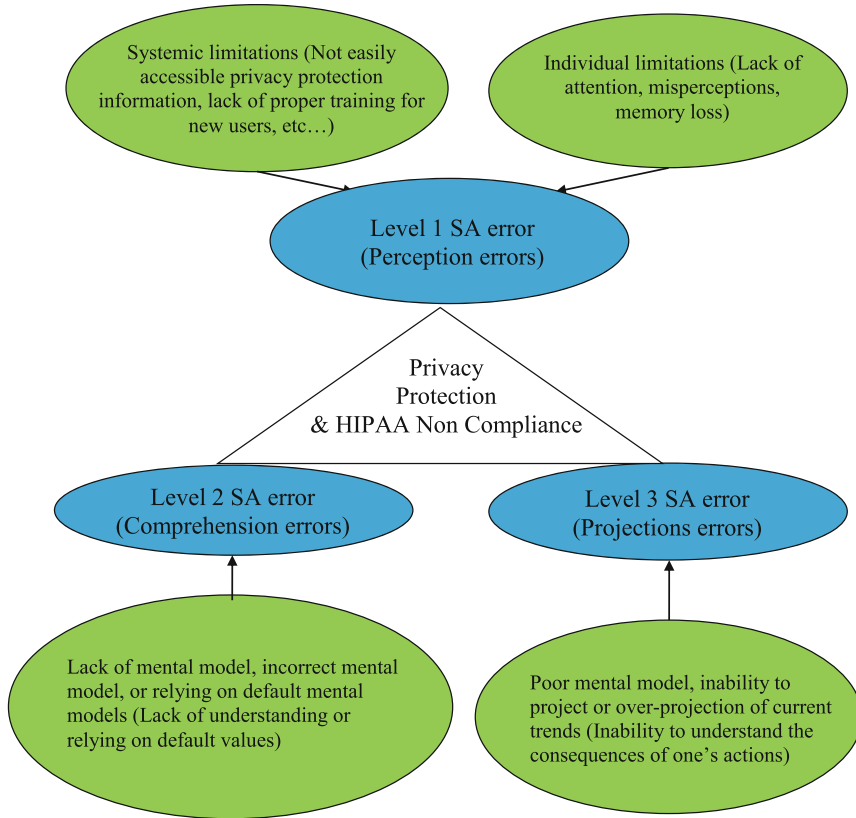 Systemic limitations (Not easily
accessible privacy protection
information, lack of proper training for
new users, etc…)
Individual limitations (Lack of
attention, misperceptions,
memory loss)
Level 1 SA error
(Perception errors)
Privacy
Protection
& HIPAA Non Compliance
Level 2 SA error
(Comprehension errors)
Level 3 SA error
(Projections errors)
Lack of mental model, incorrect mental
model, or relying on default mental
models (Lack of understanding or
relying on default values)
Poor mental model, inability to
project or over-projection of current
trends (Inability to understand the
consequences of one’s actions)